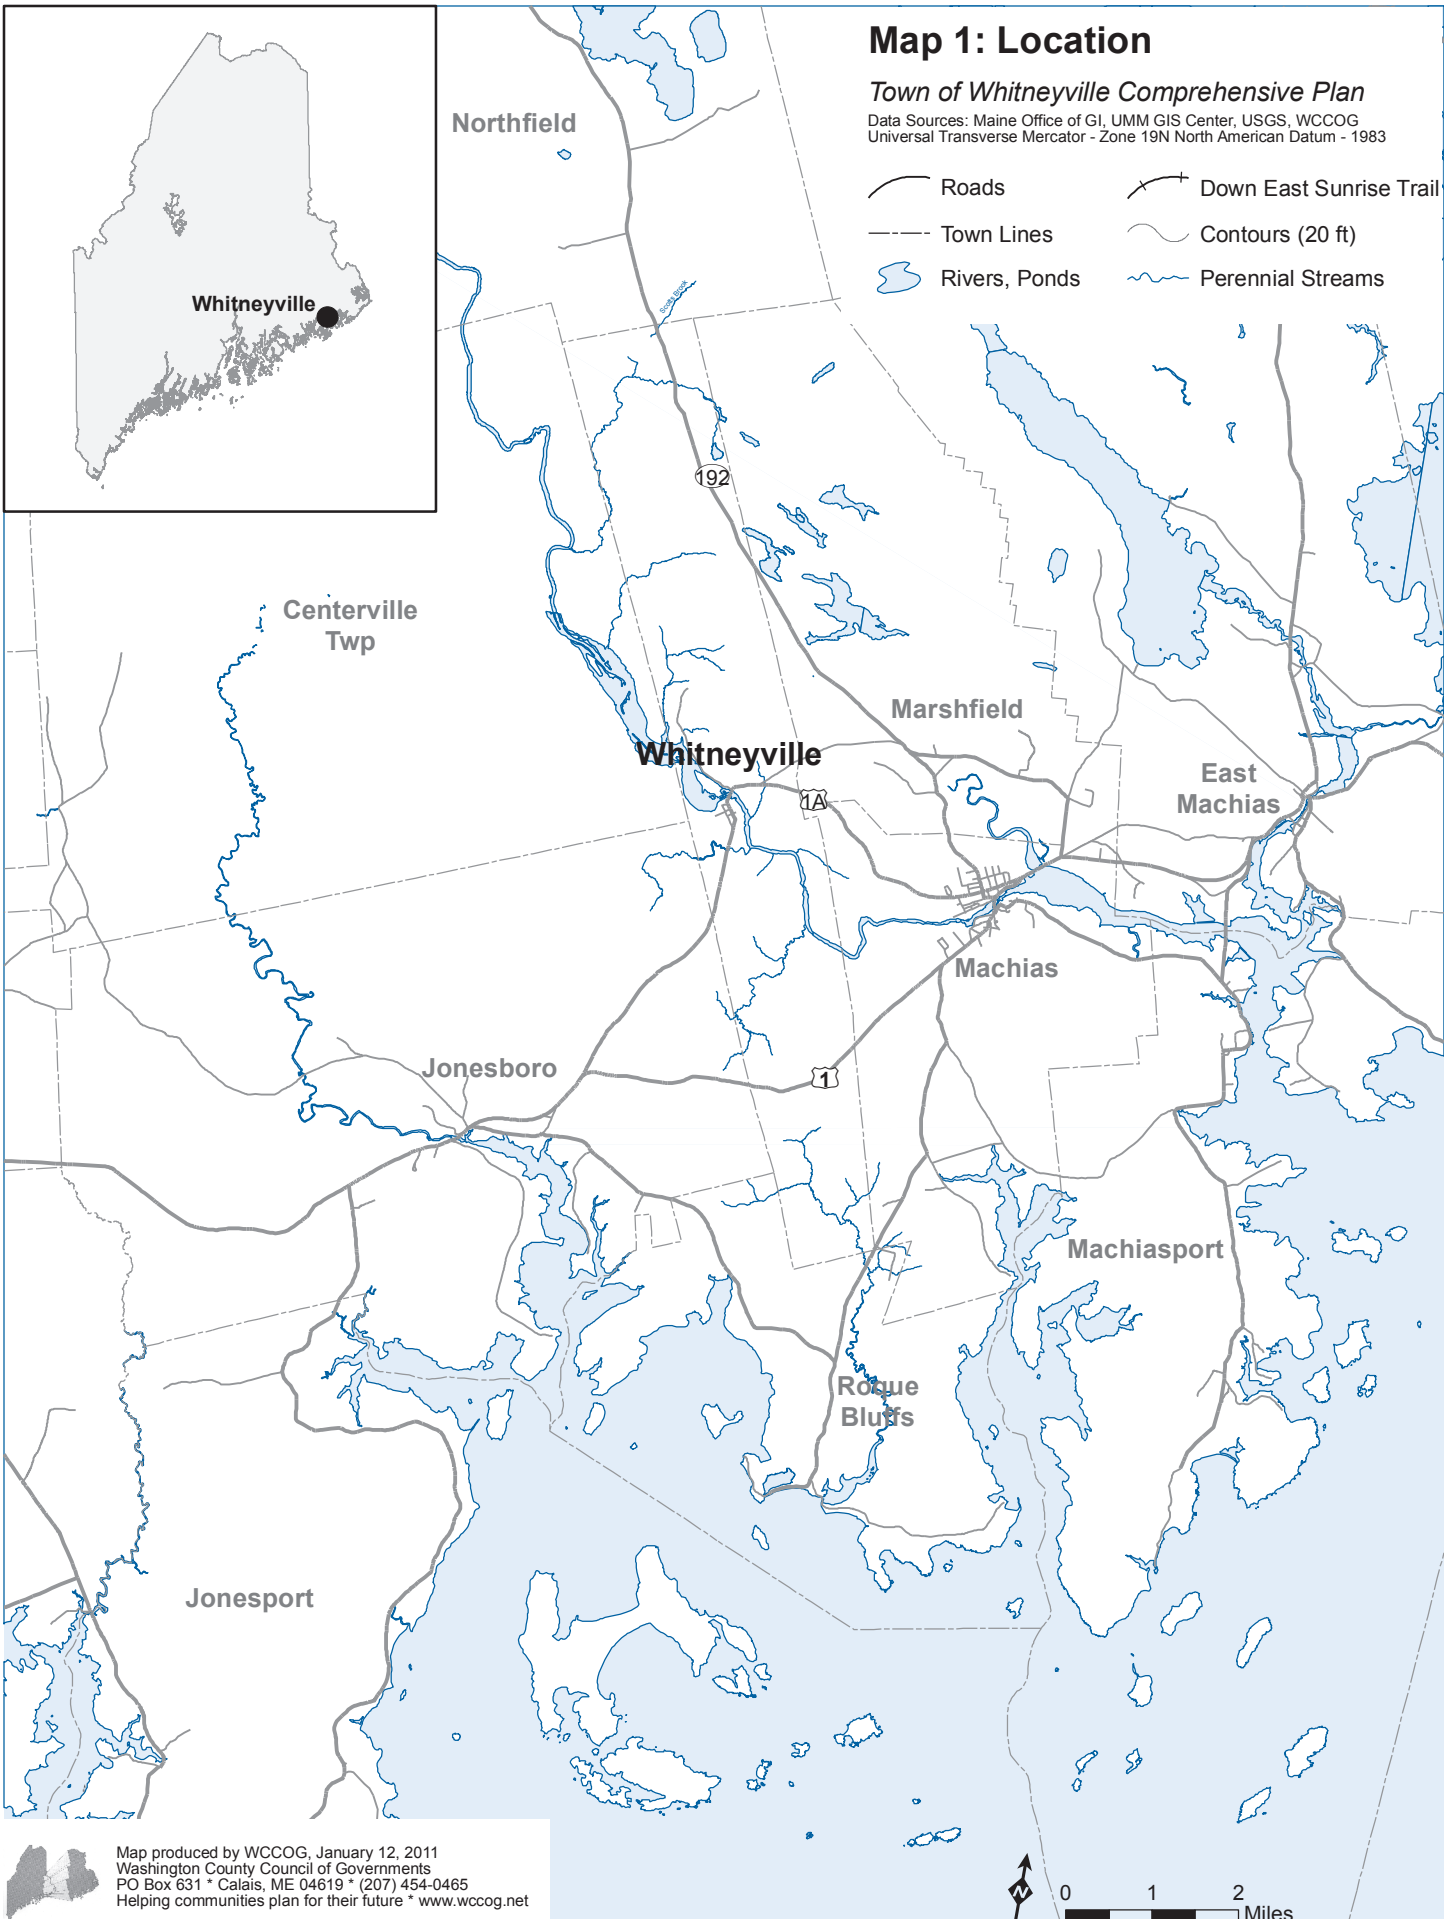 Map 1: Location
Town of Whitneyville Comprehensive Plan
Data Sources: Maine Office of GI, UMM GIS Center, USGS, WCCOG
Universal Transverse Mercator - Zone 19N North American Datum - 1983
Roads
Down East Sunrise Trail
Town Lines
Contours (20 ft)
Rivers, Ponds
Perennial Streams
Whitneyville
Northfield
Scotts Brook
192
Centerville
Twp
Marshfield
Whitneyville
1A
East
Machias
Machias
Jonesboro
1
Machiasport
Roque
Bluffs
Jonesport
Map produced by WCCOG, January 12, 2011
Washington County Council of Governments
PO Box 631 * Calais, ME 04619 * (207) 454-0465
Helping communities plan for their future * www.wccog.net
N
0 1 2
Miles